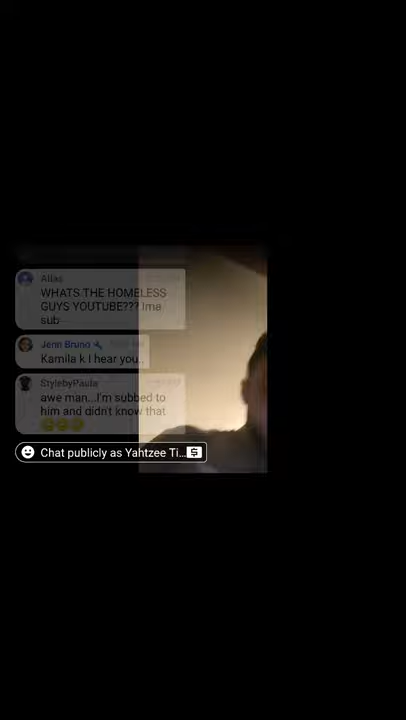 Alias
WHATS THE HOMELESS
GUYS YOUTUBE??? Ima
sub
Jenn Bruno
Kamila k I hear you..
StylebyPaula
awe man...I'm subbed to
him and didn't know that
Chat publicly as Yahtzee Ti...